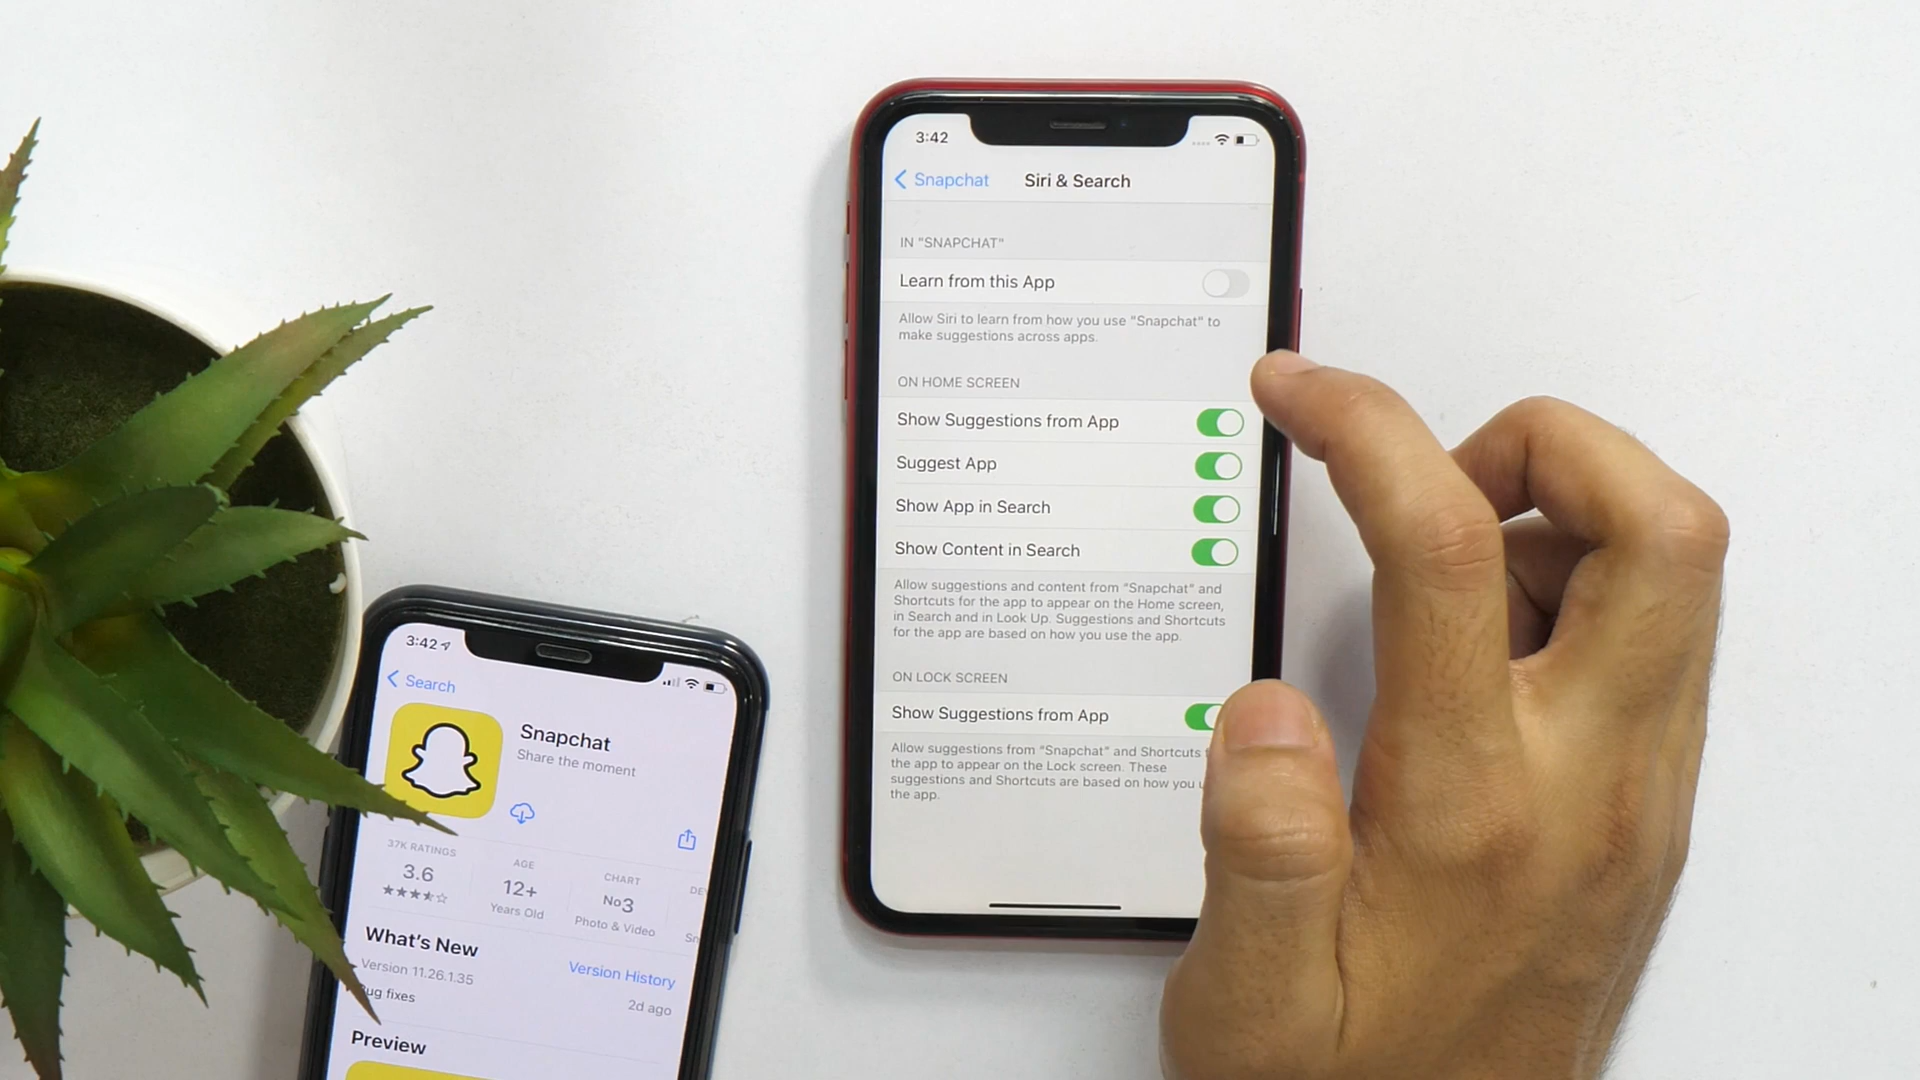 3:42
Snapchat
Siri & Search
IN "SNAPCHAT"
Learn from this App
Allow Siri to learn from how you use "Snapchat" to
make suggestions across apps.
ON HOME SCREEN
Show Suggestions from App
Suggest App
Show App in Search
Show Content in Search
Allow suggestions and content from "Snapchat" and
Shortcuts for the app to appear on the Home screen,
in Search and in Look Up. Suggestions and Shortcuts
for the app are based on how you use the app.
ON LOCK SCREEN
Show Suggestions from App
Allow suggestions from "Snapchat" and Shortcuts
the app to appear on the Lock screen. These
suggestions and Shortcuts are based on how you
the app.
3:42
Search
Snapchat
Share the moment
37K RATINGS
3.6
AGE
12+
Years Old
CHART
No3
Photo & Video
What's New
Version History
Version 11.26.1.35
2d ago
ug fixes
Preview